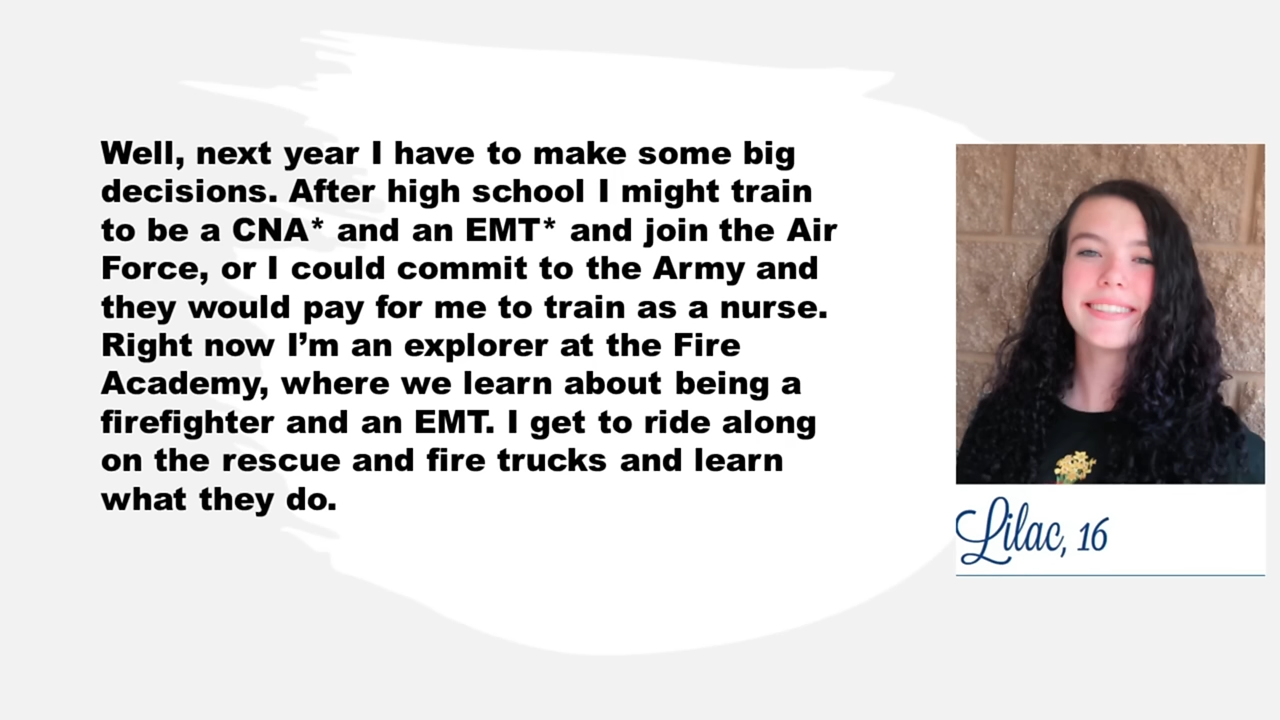 Well, next year I have to make some big
decisions. After high school I might train
to be a CNA* and an EMT* and join the Air
Force, or I could commit to the Army and
they would pay for me to train as a nurse.
Right now I’m an explorer at the Fire
Academy, where we learn about being a
firefighter and an EMT. I get to ride along
on the rescue and fire trucks and learn
what they do.
Lilac, 16